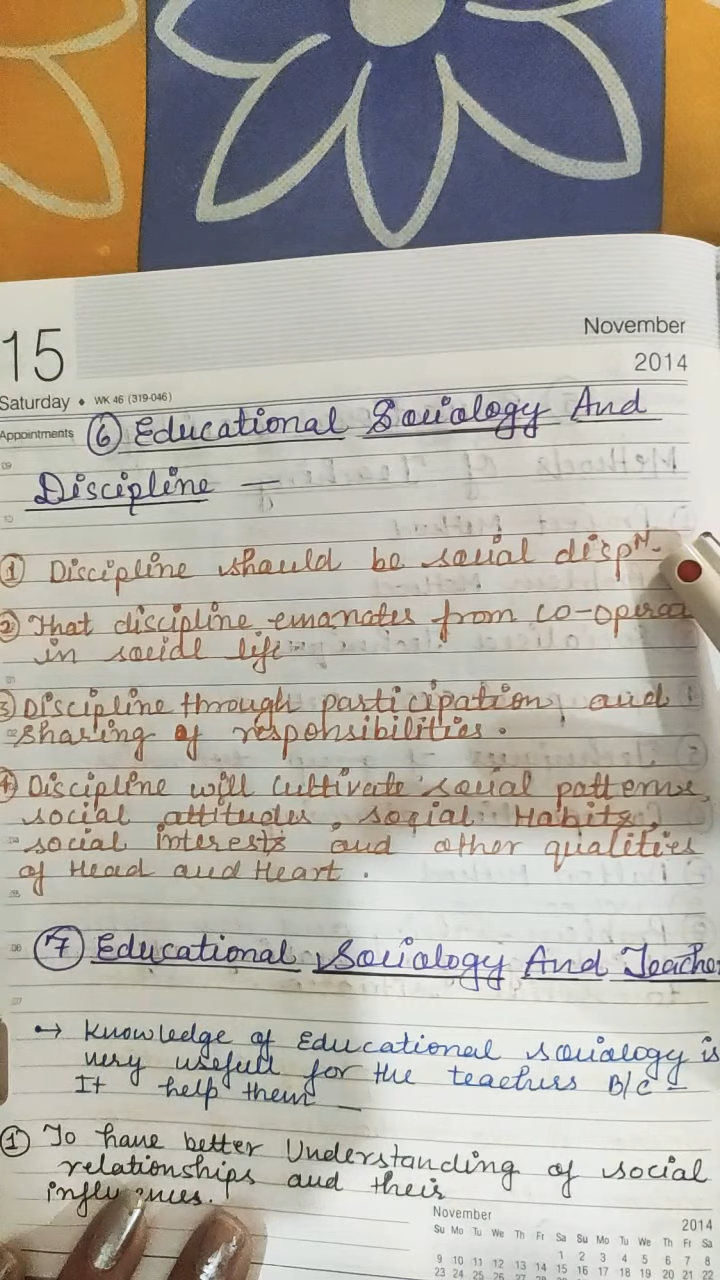 15
November
2014
Saturday • WK 46 (319-046)
Appointments ⑥ Educational Sociology And
Discipline —
① Discipline should be social dispᴺ-
② That discipline emanates from co-opera
in social life
③ Discipline through participation and
sharing of responsibilities.
④ Discipline will cultivate social patterns,
social attitudes, social Habits,
social interests and other qualities
of Head and Heart.
⑦ Educational Sociology And Teache
→ Knowledge of Educational sociology is
very usefull for the teachers B/C -
It help them —
① To have better Understanding of social
relationships and their
influences.
November 2014
Su Mo Tu We Th Fr Sa Su Mo Tu We Th Fr Sa
1 2 3 4 5 6 7 8
9 10 11 12 13 14 15 16 17 18 19 20 21 22
23 24 25 26